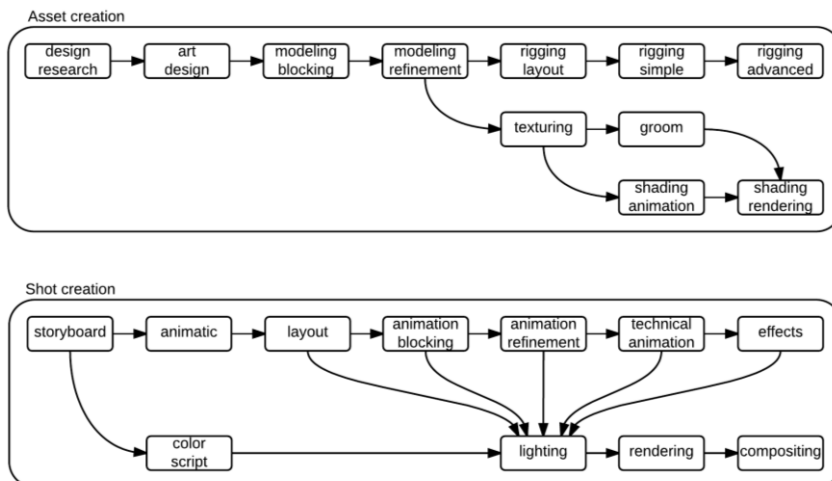 Asset creation
design
research
art
design
modeling
blocking
modeling
refinement
rigging
layout
rigging
simple
rigging
advanced
texturing
groom
shading
animation
shading
rendering
Shot creation
storyboard
animatic
layout
animation
blocking
animation
refinement
technical
animation
effects
color
script
lighting
rendering
compositing